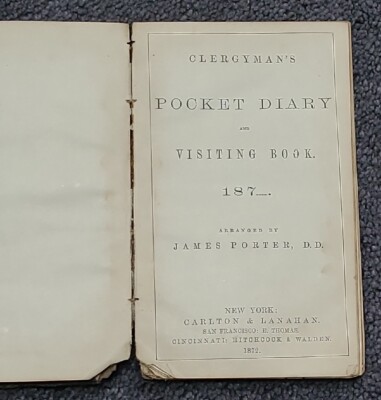 CLERGYMAN'S
POCKET DIARY
AND
VISITING BOOK.
187_.
ARRANGED BY
JAMES PORTER, D.D.
NEW YORK:
CARLTON & LANAHAN.
SAN FRANCISCO: E. THOMAS.
CINCINNATI: HITCHCOCK & WALDEN.
1872.